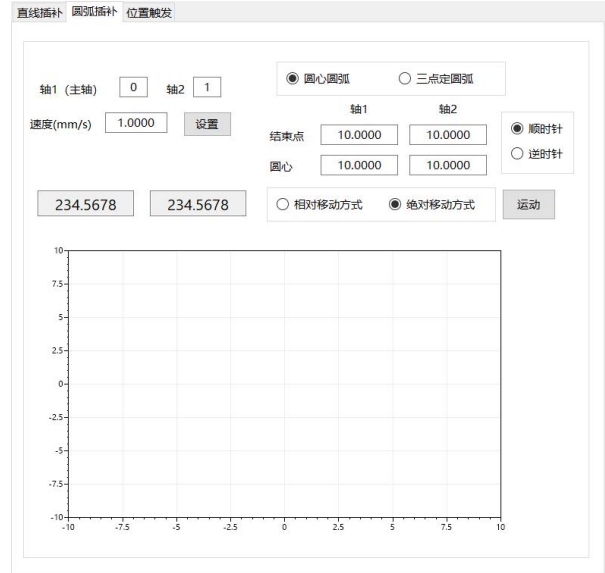 直线插补 圆弧插补 位置触发
圆心圆弧 三点定圆弧
轴1（主轴） 0 轴2 1
轴1 轴2
速度(mm/s) 1.0000 设置
结束点 10.0000 10.0000
顺时针
圆心 10.0000 10.0000
逆时针
234.5678 234.5678
相对移动方式 绝对移动方式 运动
10
7.5
5
2.5
0
-2.5
-5
-7.5
-10
-10 -7.5 -5 -2.5 0 2.5 5 7.5 10